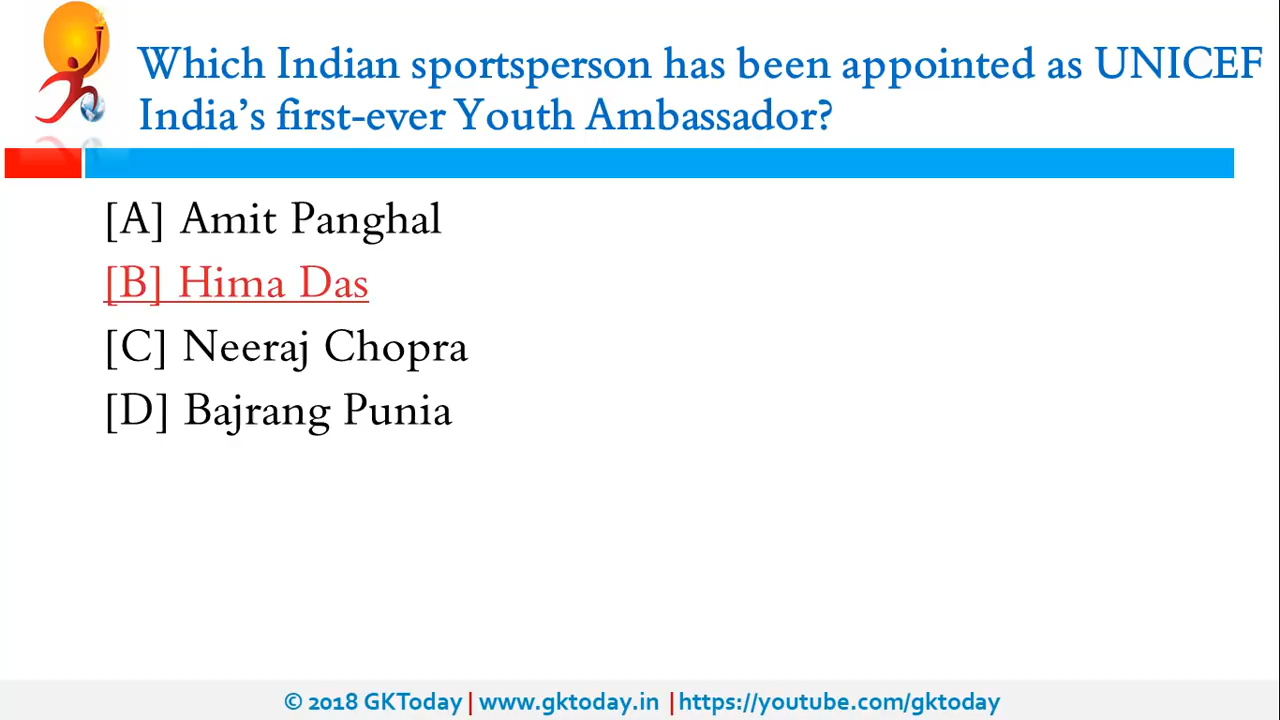 Which Indian sportsperson has been appointed as UNICEF
India’s first-ever Youth Ambassador?
[A] Amit Panghal
[B] Hima Das
[C] Neeraj Chopra
[D] Bajrang Punia
© 2018 GKToday | www.gktoday.in | https://youtube.com/gktoday